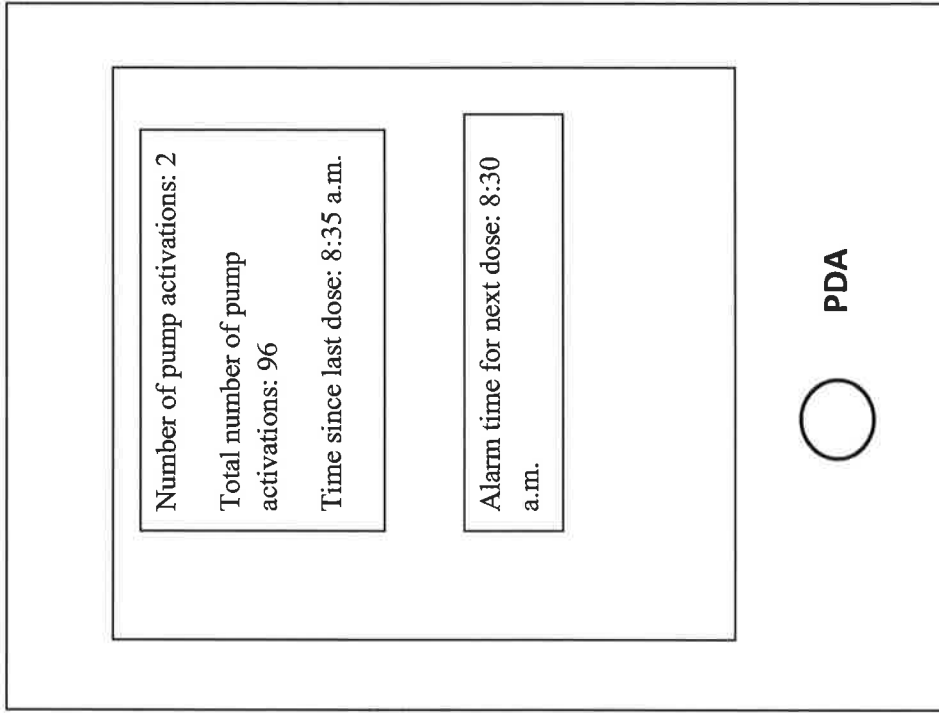 Number of pump activations: 2
Total number of pump
activations: 96
Time since last dose: 8:35 a.m.
Alarm time for next dose: 8:30
a.m.
PDA